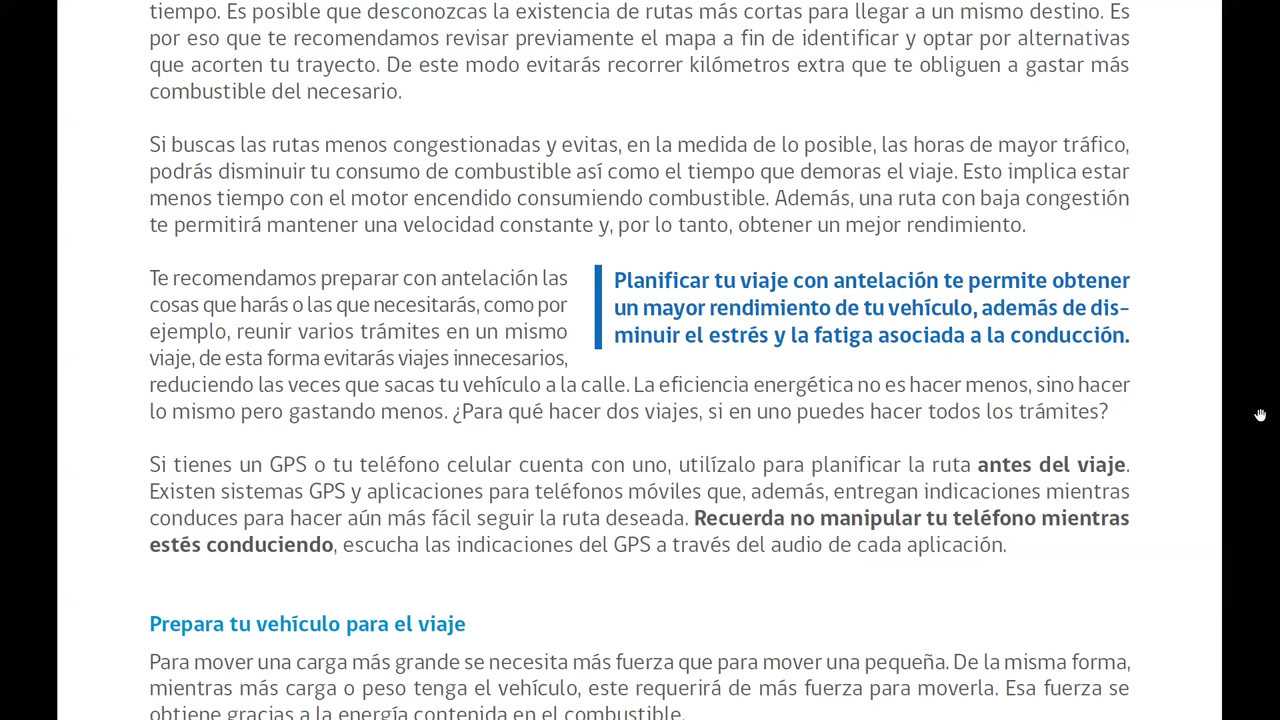 tiempo. Es posible que desconozcas la existencia de rutas más cortas para llegar a un mismo destino. Es
por eso que te recomendamos revisar previamente el mapa a fin de identificar y optar por alternativas
que acorten tu trayecto. De este modo evitarás recorrer kilómetros extra que te obliguen a gastar más
combustible del necesario.
Si buscas las rutas menos congestionadas y evitas, en la medida de lo posible, las horas de mayor tráfico,
podrás disminuir tu consumo de combustible así como el tiempo que demoras el viaje. Esto implica estar
menos tiempo con el motor encendido consumiendo combustible. Además, una ruta con baja congestión
te permitirá mantener una velocidad constante y, por lo tanto, obtener un mejor rendimiento.
Te recomendamos preparar con antelación las
cosas que harás o las que necesitarás, como por
ejemplo, reunir varios trámites en un mismo
viaje, de esta forma evitarás viajes innecesarios,
Planificar tu viaje con antelación te permite obtener
un mayor rendimiento de tu vehículo, además de dis-
minuir el estrés y la fatiga asociada a la conducción.
reduciendo las veces que sacas tu vehículo a la calle. La eficiencia energética no es hacer menos, sino hacer
lo mismo pero gastando menos. ¿Para qué hacer dos viajes, si en uno puedes hacer todos los trámites?
Si tienes un GPS o tu teléfono celular cuenta con uno, utilízalo para planificar la ruta antes del viaje.
Existen sistemas GPS y aplicaciones para teléfonos móviles que, además, entregan indicaciones mientras
conduces para hacer aún más fácil seguir la ruta deseada. Recuerda no manipular tu teléfono mientras
estés conduciendo, escucha las indicaciones del GPS a través del audio de cada aplicación.
Prepara tu vehículo para el viaje
Para mover una carga más grande se necesita más fuerza que para mover una pequeña. De la misma forma,
mientras más carga o peso tenga el vehículo, este requerirá de más fuerza para moverla. Esa fuerza se
obtiene gracias a la energía contenida en el combustible.